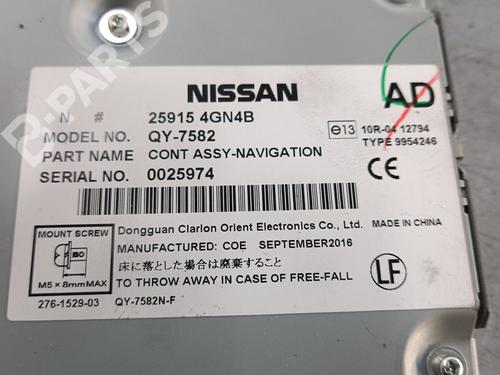 B-PARTS
NISSAN
AD
N # 25915 4GN4B
MODEL NO. QY-7582
PART NAME CONT ASSY-NAVIGATION
SERIAL NO. 0025974
E13 10R-04 12794
TYPE 9954246
CE
MOUNT SCREW
ISO
M5×8mmMAX
Dongguan Clarion Orient Electronics Co., Ltd.
MADE IN CHINA
MANUFACTURED: COE SEPTEMBER2016
床に落とした場合は廃棄すること
TO THROW AWAY IN CASE OF FREE-FALL
LF
276-1529-03 QY-7582N-F